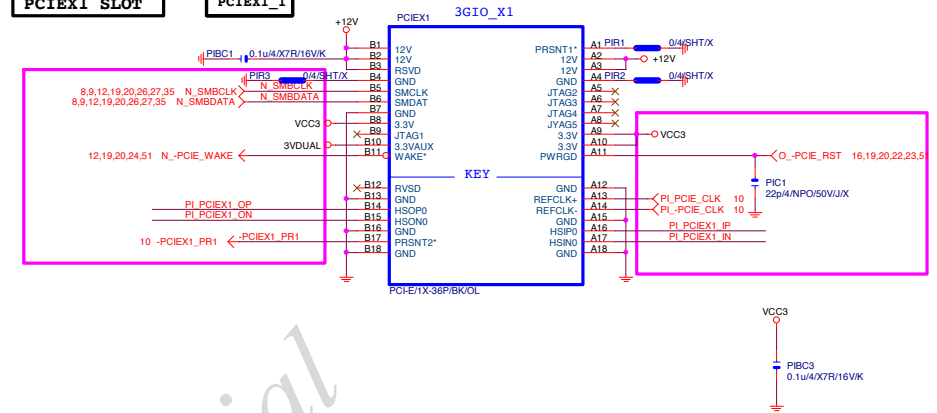 PCIEX1 SLOT
PCIEX1_1
3GIO_X1
+12V
PCIEX1
PIBC1 0.1u/4/X7R/16V/K
B1 12V PRSNT1* A1 PIR1 0/4/SHT/X
B2 12V 12V A2 +12V
B3 RSVD 12V A3
PIR3 0/4/SHT/X B4 GND GND A4 PIR2 0/4/SHT/X
8,9,12,19,20,26,27,35 N_SMBCLK N_SMBCLK B5 SMCLK JTAG2 A5
8,9,12,19,20,26,27,35 N_SMBDATA N_SMBDATA B6 SMDAT JTAG3 A6
B7 GND JTAG4 A7
VCC3 B8 3.3V JYAG5 A8
B9 JTAG1 3.3V A9 VCC3
3VDUAL B10 3.3VAUX 3.3V A10
12,19,20,24,51 N_-PCIE_WAKE B11 WAKE* PWRGD A11 O_-PCIE_RST 16,19,20,22,23,51
KEY
PIC1
22p/4/NPO/50V/J/X
B12 RVSD GND A12
B13 GND REFCLK+ A13 PI_PCIE_CLK 10
PI_PCIEX1_OP B14 HSOP0 REFCLK- A14 PI_-PCIE_CLK 10
PI_PCIEX1_ON B15 HSON0 GND A15
B16 GND HSIP0 A16 PI_PCIEX1_IP
10 -PCIEX1_PR1 -PCIEX1_PR1 B17 PRSNT2* HSIN0 A17 PI_PCIEX1_IN
B18 GND GND A18
PCI-E/1X-36P/BK/OL
VCC3
PIBC3
0.1u/4/X7R/16V/K